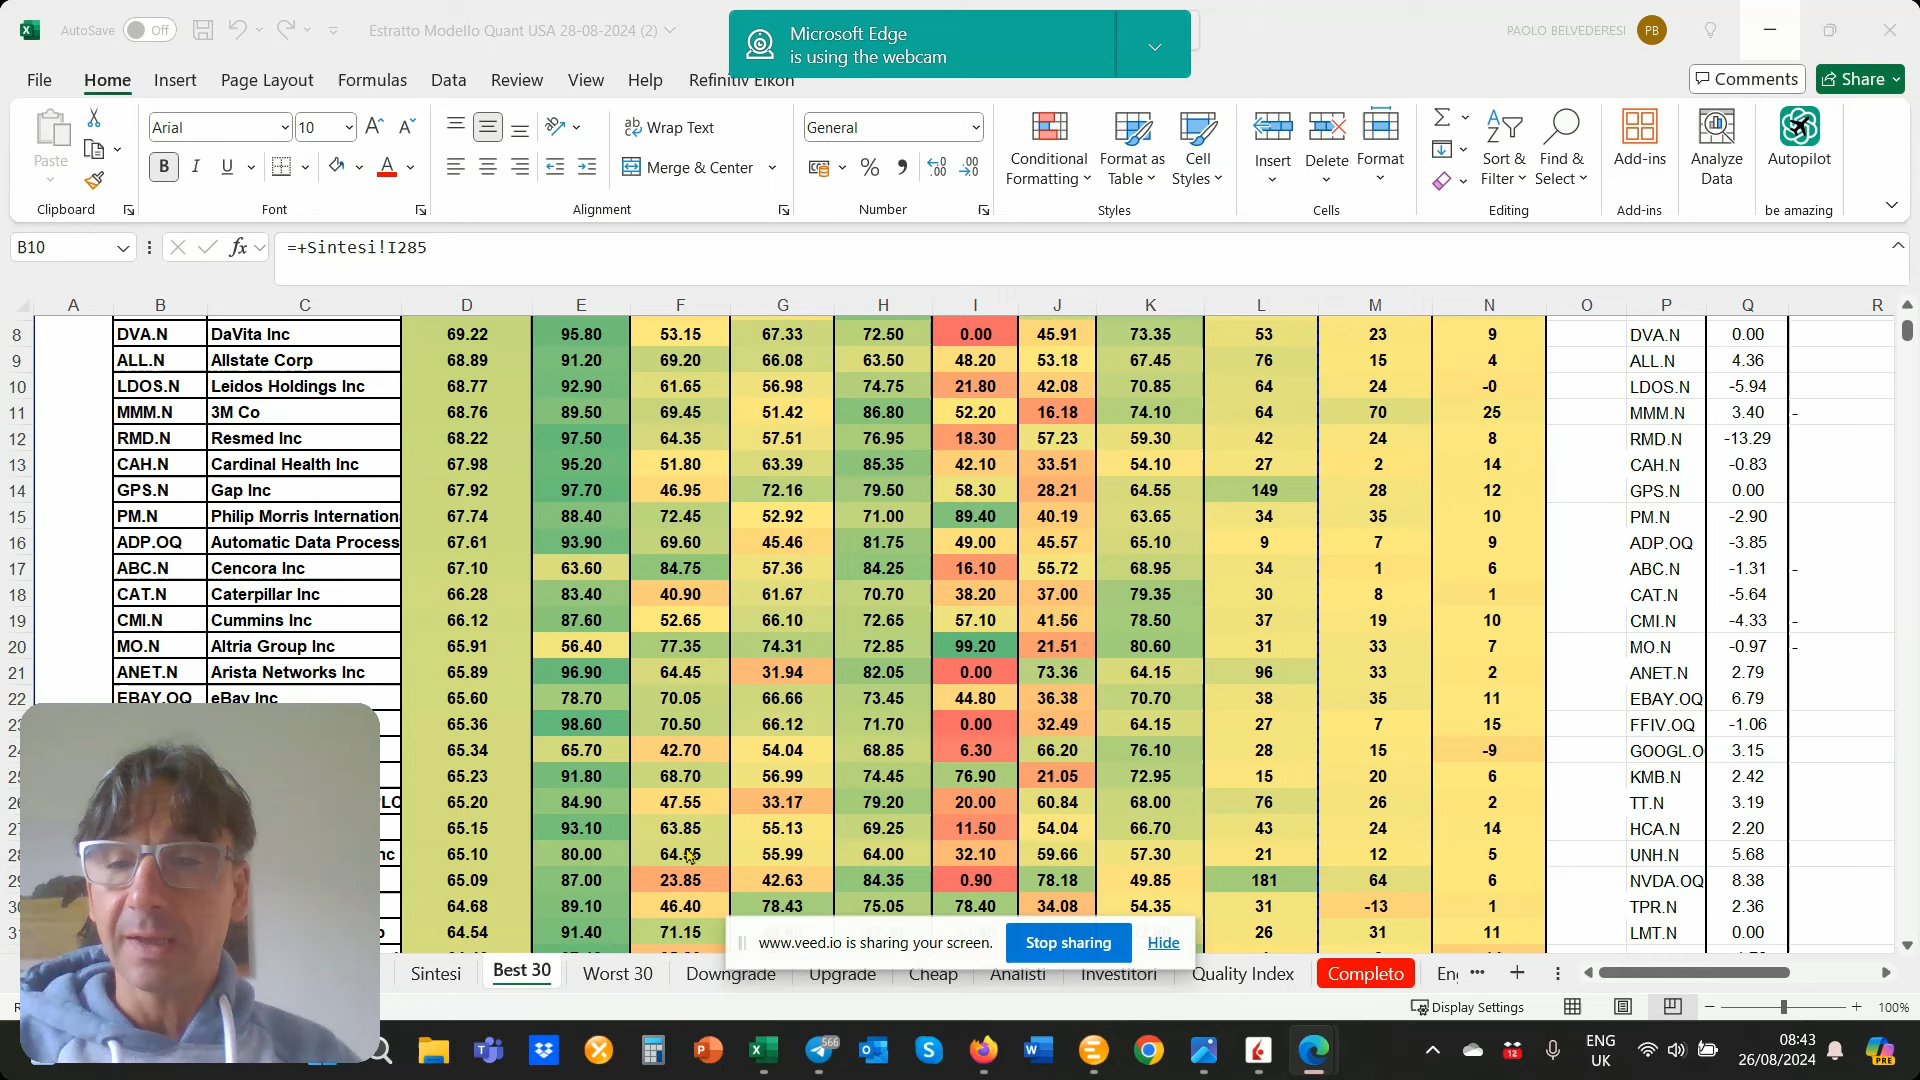 AutoSave Off Estratto Modello Quant USA 28-08-2024 (2) PAOLO BELVEDERESI PB
Microsoft Edge
is using the webcam
File Home Insert Page Layout Formulas Data Review View Help Refinitiv Eikon Comments Share
Paste Arial 10 Wrap Text General
B I U Merge & Center
Conditional Formatting Format as Table Cell Styles Insert Delete Format Sort & Filter Find & Select Add-ins Analyze Data Autopilot
Clipboard Font Alignment Number Styles Cells Editing Add-ins be amazing
B10 fx =+Sintesi!I285
A B C D E F G H I J K L M N O P Q R
8 DVA.N DaVita Inc 69.22 95.80 53.15 67.33 72.50 0.00 45.91 73.35 53 23 9 DVA.N 0.00
9 ALL.N Allstate Corp 68.89 91.20 69.20 66.08 63.50 48.20 53.18 67.45 76 15 4 ALL.N 4.36
10 LDOS.N Leidos Holdings Inc 68.77 92.90 61.65 56.98 74.75 21.80 42.08 70.85 64 24 -0 LDOS.N -5.94
11 MMM.N 3M Co 68.76 89.50 69.45 51.42 86.80 52.20 16.18 74.10 64 70 25 MMM.N 3.40 -
12 RMD.N Resmed Inc 68.22 97.50 64.35 57.51 76.95 18.30 57.23 59.30 42 24 8 RMD.N -13.29
13 CAH.N Cardinal Health Inc 67.98 95.20 51.80 63.39 85.35 42.10 33.51 54.10 27 2 14 CAH.N -0.83
14 GPS.N Gap Inc 67.92 97.70 46.95 72.16 79.50 58.30 28.21 64.55 149 28 12 GPS.N 0.00
15 PM.N Philip Morris Internation 67.74 88.40 72.45 52.92 71.00 89.40 40.19 63.65 34 35 10 PM.N -2.90
16 ADP.OQ Automatic Data Process 67.61 93.90 69.60 45.46 81.75 49.00 45.57 65.10 9 7 9 ADP.OQ -3.85
17 ABC.N Cencora Inc 67.10 63.60 84.75 57.36 84.25 16.10 55.72 68.95 34 1 6 ABC.N -1.31 -
18 CAT.N Caterpillar Inc 66.28 83.40 40.90 61.67 70.70 38.20 37.00 79.35 30 8 1 CAT.N -5.64
19 CMI.N Cummins Inc 66.12 87.60 52.65 66.10 72.65 57.10 41.56 78.50 37 19 10 CMI.N -4.33 -
20 MO.N Altria Group Inc 65.91 56.40 77.35 74.31 72.85 99.20 21.51 80.60 31 33 7 MO.N -0.97 -
21 ANET.N Arista Networks Inc 65.89 96.90 64.45 31.94 82.05 0.00 73.36 64.15 96 33 2 ANET.N 2.79
22 EBAY.OQ eBay Inc 65.60 78.70 70.05 66.66 73.45 44.80 36.38 70.70 38 35 11 EBAY.OQ 6.79
65.36 98.60 70.50 66.12 71.70 0.00 32.49 64.15 27 7 15 FFIV.OQ -1.06
65.34 65.70 42.70 54.04 68.85 6.30 66.20 76.10 28 15 -9 GOOGL.O 3.15
65.23 91.80 68.70 56.99 74.45 76.90 21.05 72.95 15 20 6 KMB.N 2.42
65.20 84.90 47.55 33.17 79.20 20.00 60.84 68.00 76 26 2 TT.N 3.19
65.15 93.10 63.85 55.13 69.25 11.50 54.04 66.70 43 24 14 HCA.N 2.20
65.10 80.00 55.99 64.00 32.10 59.66 57.30 21 12 5 UNH.N 5.68
65.09 87.00 23.85 42.63 84.35 0.90 78.18 49.85 181 64 6 NVDA.OQ 8.38
64.68 89.10 46.40 78.43 75.05 78.40 34.08 54.35 31 -13 1 TPR.N 2.36
64.54 91.40 71.15 26 31 11 LMT.N 0.00
www.veed.io is sharing your screen. Stop sharing Hide
Sintesi Best 30 Worst 30 Downgrade Upgrade Cheap Analisti Investitori Quality Index Completo
Display Settings 100%
566 12 ENG UK 08:43 26/08/2024